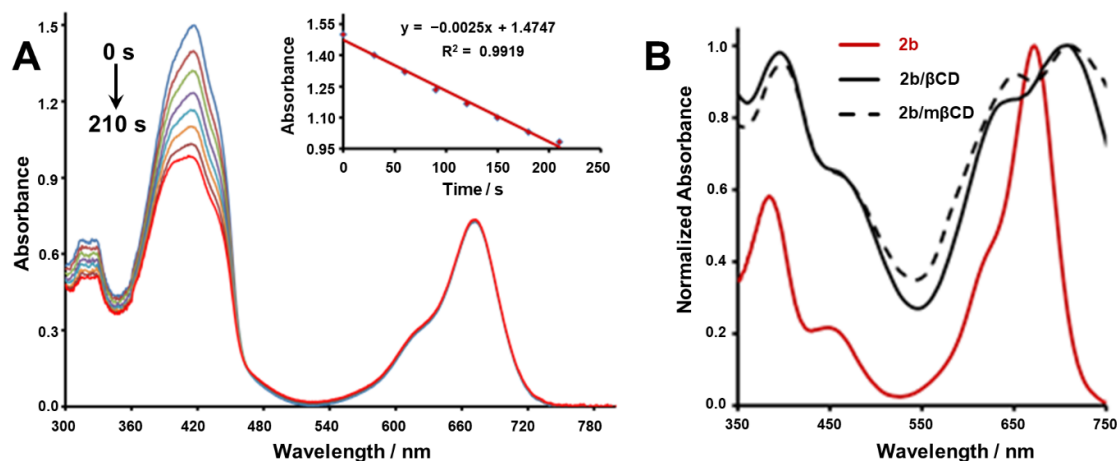 A
0 s
210 s
Absorbance
1.5
1.2
0.9
0.6
0.3
0.0
300 360 420 480 540 600 660 720 780
Wavelength / nm
Absorbance
1.55
1.40
1.25
1.10
0.95
y = −0.0025x + 1.4747
R² = 0.9919
0 50 100 150 200 250
Time / s
B
2b
2b/βCD
2b/mβCD
Normalized Absorbance
1.0
0.8
0.6
0.4
0.2
0.0
350 450 550 650 750
Wavelength / nm